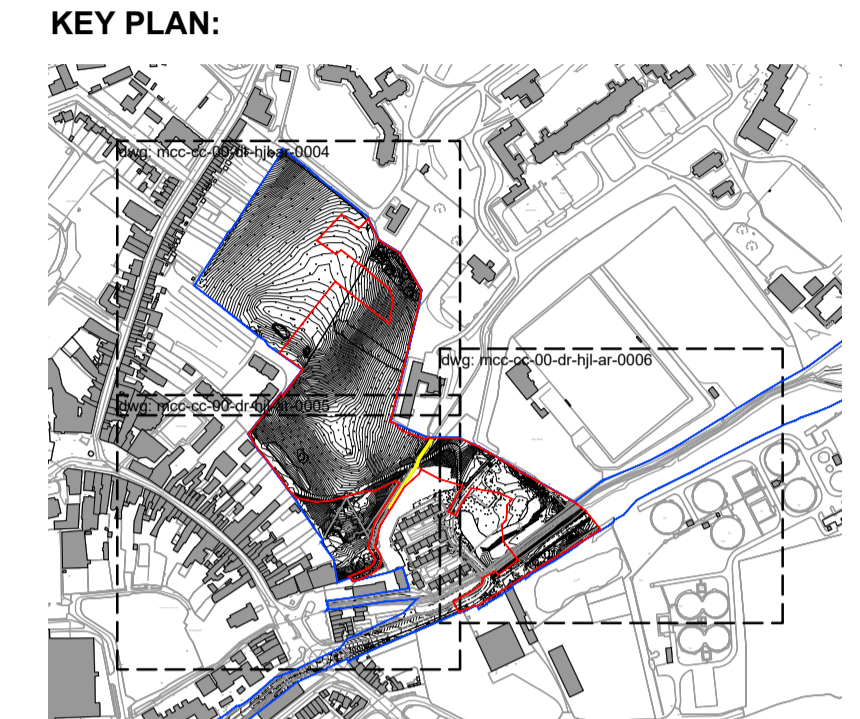 KEY PLAN:
dwg: mcc-cc-00-dr-hjl-ar-0004
dwg: mcc-cc-00-dr-hjl-ar-0006
dwg: mcc-cc-00-dr-hjl-ar-0005